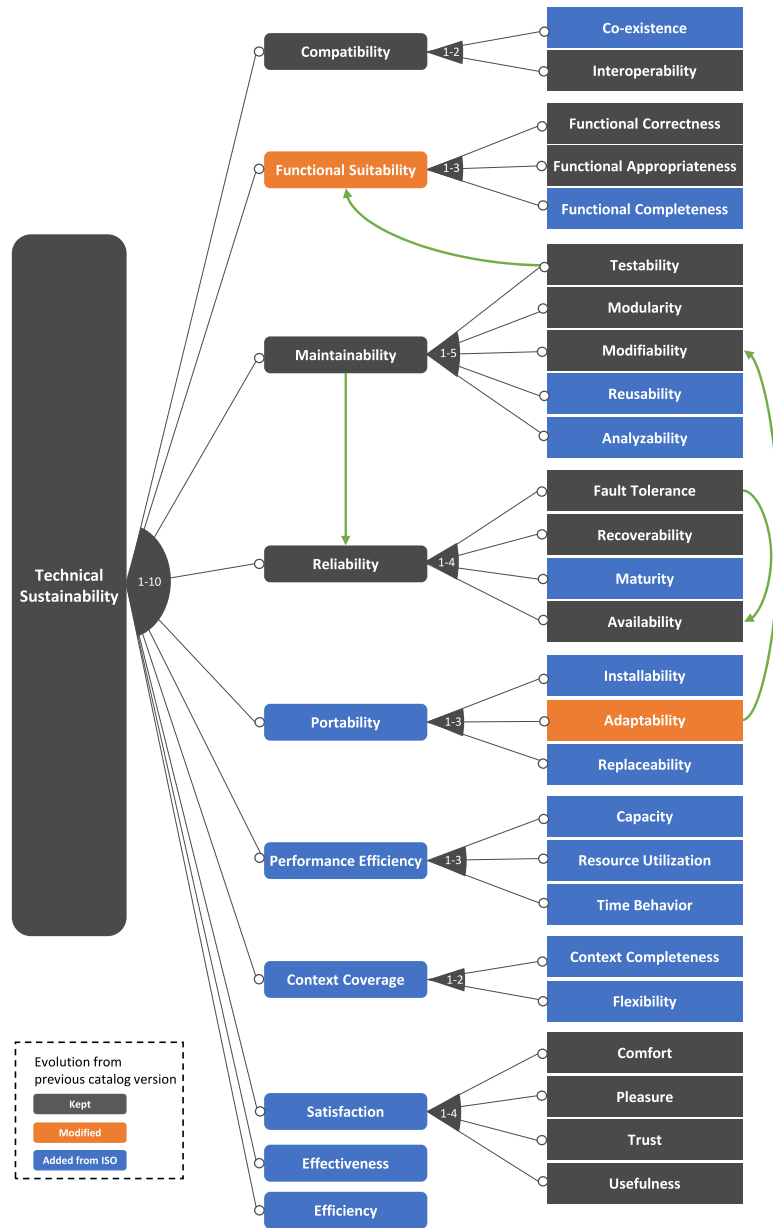 Technical
Sustainability
1-10
Compatibility
1-2
Co-existence
Interoperability
Functional Suitability
1-3
Functional Correctness
Functional Appropriateness
Functional Completeness
Maintainability
1-5
Testability
Modularity
Modifiability
Reusability
Analyzability
Reliability
1-4
Fault Tolerance
Recoverability
Maturity
Availability
Portability
1-3
Installability
Adaptability
Replaceability
Performance Efficiency
1-3
Capacity
Resource Utilization
Time Behavior
Context Coverage
1-2
Context Completeness
Flexibility
Satisfaction
1-4
Comfort
Pleasure
Trust
Usefulness
Effectiveness
Efficiency
Evolution from
previous catalog version
Kept
Modified
Added from ISO